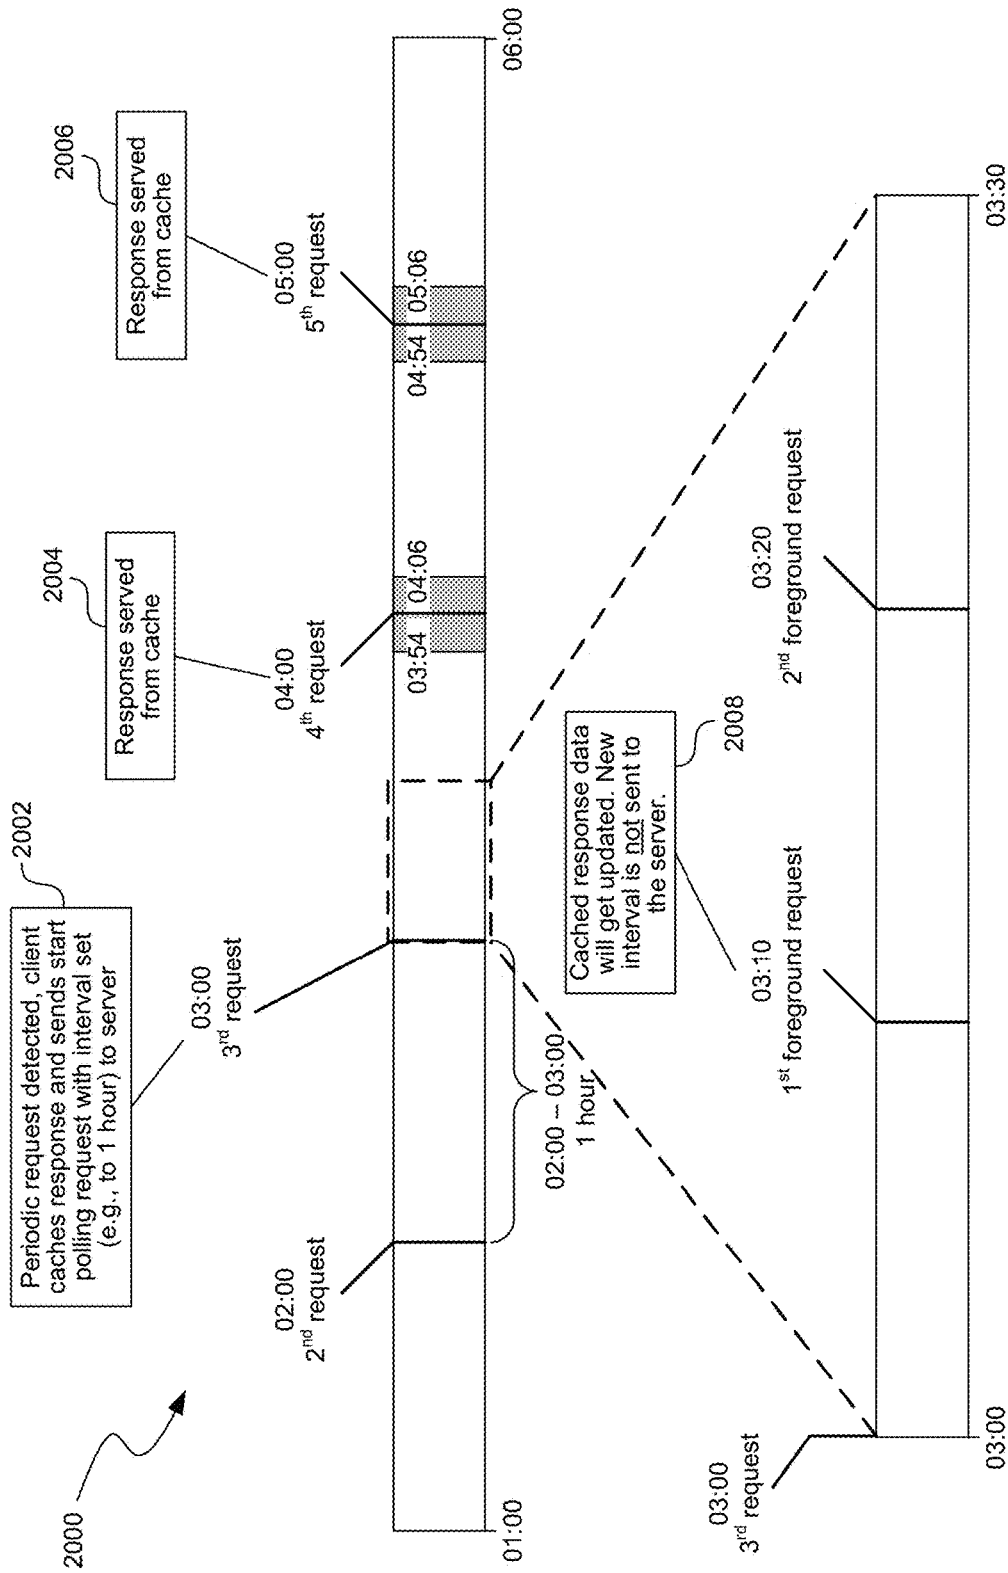 2000
2002
Periodic request detected, client
caches response and sends start
polling request with interval set
(e.g., to 1 hour) to server
2004
Response served
from cache
2006
Response served
from cache
02:00
2nd request
03:00
3rd request
04:00
4th request
05:00
5th request
03:54
04:06
04:54
05:06
01:00
06:00
02:00 – 03:00
1 hour
Cached response data
will get updated. New
interval is not sent to
the server.
2008
03:00
3rd request
03:10
1st foreground request
03:20
2nd foreground request
03:00
03:30